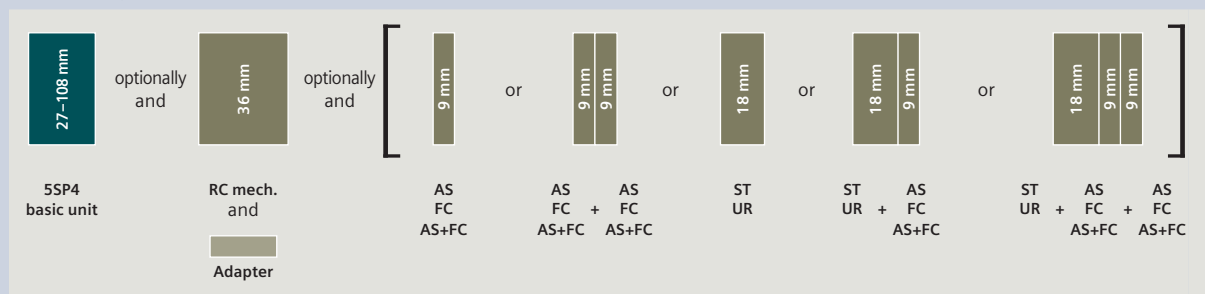 27–108 mm
optionally
and
36 mm
optionally
and
9 mm
or
9 mm
9 mm
or
18 mm
or
18 mm
9 mm
or
18 mm
9 mm
9 mm
5SP4
basic unit
RC mech.
and
Adapter
AS
FC
AS+FC
AS AS
FC + FC
AS+FC AS+FC
ST
UR
ST AS
UR + FC
AS+FC
ST AS AS
UR + FC + FC
AS+FC AS+FC